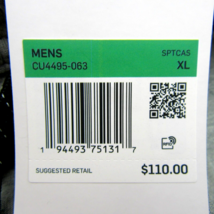 MENS SPTCAS
CU4495-063 XL
1 94493 75131 7
SUGGESTED RETAIL $110.00